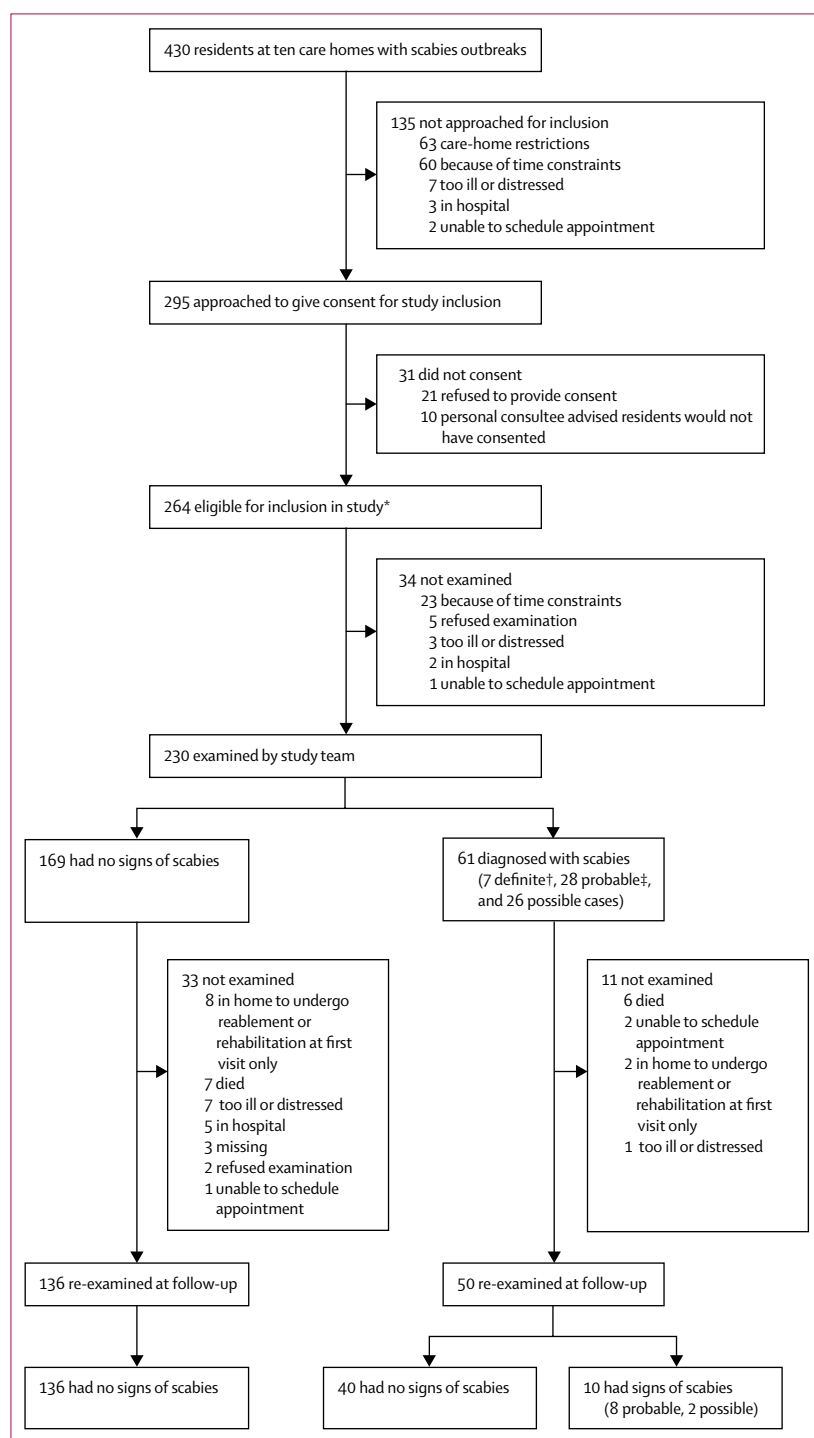 430 residents at ten care homes with scabies outbreaks
135 not approached for inclusion
63 care-home restrictions
60 because of time constraints
7 too ill or distressed
3 in hospital
2 unable to schedule appointment
295 approached to give consent for study inclusion
31 did not consent
21 refused to provide consent
10 personal consultee advised residents would not
have consented
264 eligible for inclusion in study*
34 not examined
23 because of time constraints
5 refused examination
3 too ill or distressed
2 in hospital
1 unable to schedule appointment
230 examined by study team
169 had no signs of scabies
61 diagnosed with scabies
(7 definite†, 28 probable‡,
and 26 possible cases)
33 not examined
8 in home to undergo
reablement or
rehabilitation at first
visit only
7 died
7 too ill or distressed
5 in hospital
3 missing
2 refused examination
1 unable to schedule
appointment
11 not examined
6 died
2 unable to schedule
appointment
2 in home to undergo
reablement or
rehabilitation at first
visit only
1 too ill or distressed
136 re-examined at follow-up
50 re-examined at follow-up
136 had no signs of scabies
40 had no signs of scabies
10 had signs of scabies
(8 probable, 2 possible)